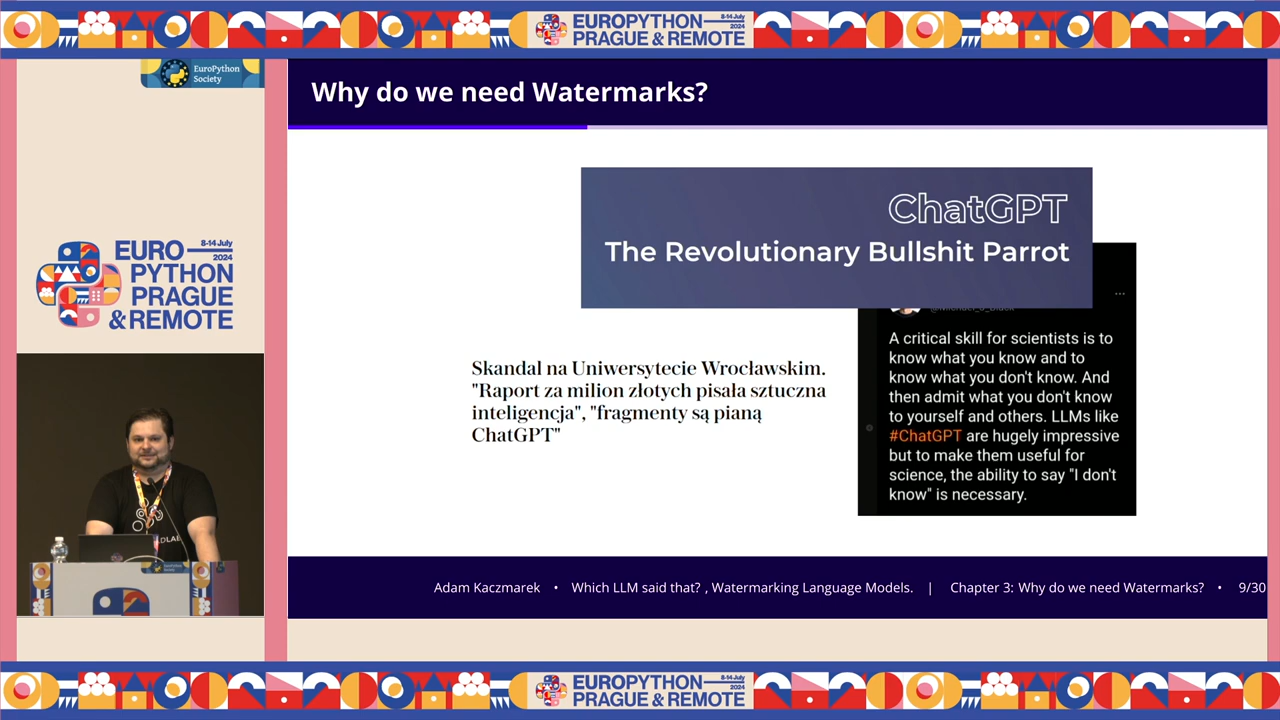 EUROPYTHON
8-14 July
2024
PRAGUE & REMOTE
EuroPython
Society
Why do we need Watermarks?
ChatGPT
The Revolutionary Bullshit Parrot
EURO
8-14 July
2024
PYTHON
PRAGUE
& REMOTE
Skandal na Uniwersytecie Wrocławskim.
"Raport za milion złotych pisała sztuczna
inteligencja", "fragmenty są pianą
ChatGPT"
A critical skill for scientists is to
know what you know and to
know what you don't know. And
then admit what you don't know
to yourself and others. LLMs like
#ChatGPT are hugely impressive
but to make them useful for
science, the ability to say "I don't
know" is necessary.
Adam Kaczmarek • Which LLM said that? , Watermarking Language Models. | Chapter 3: Why do we need Watermarks? • 9/30
EUROPYTHON
8-14 July
2024
PRAGUE & REMOTE